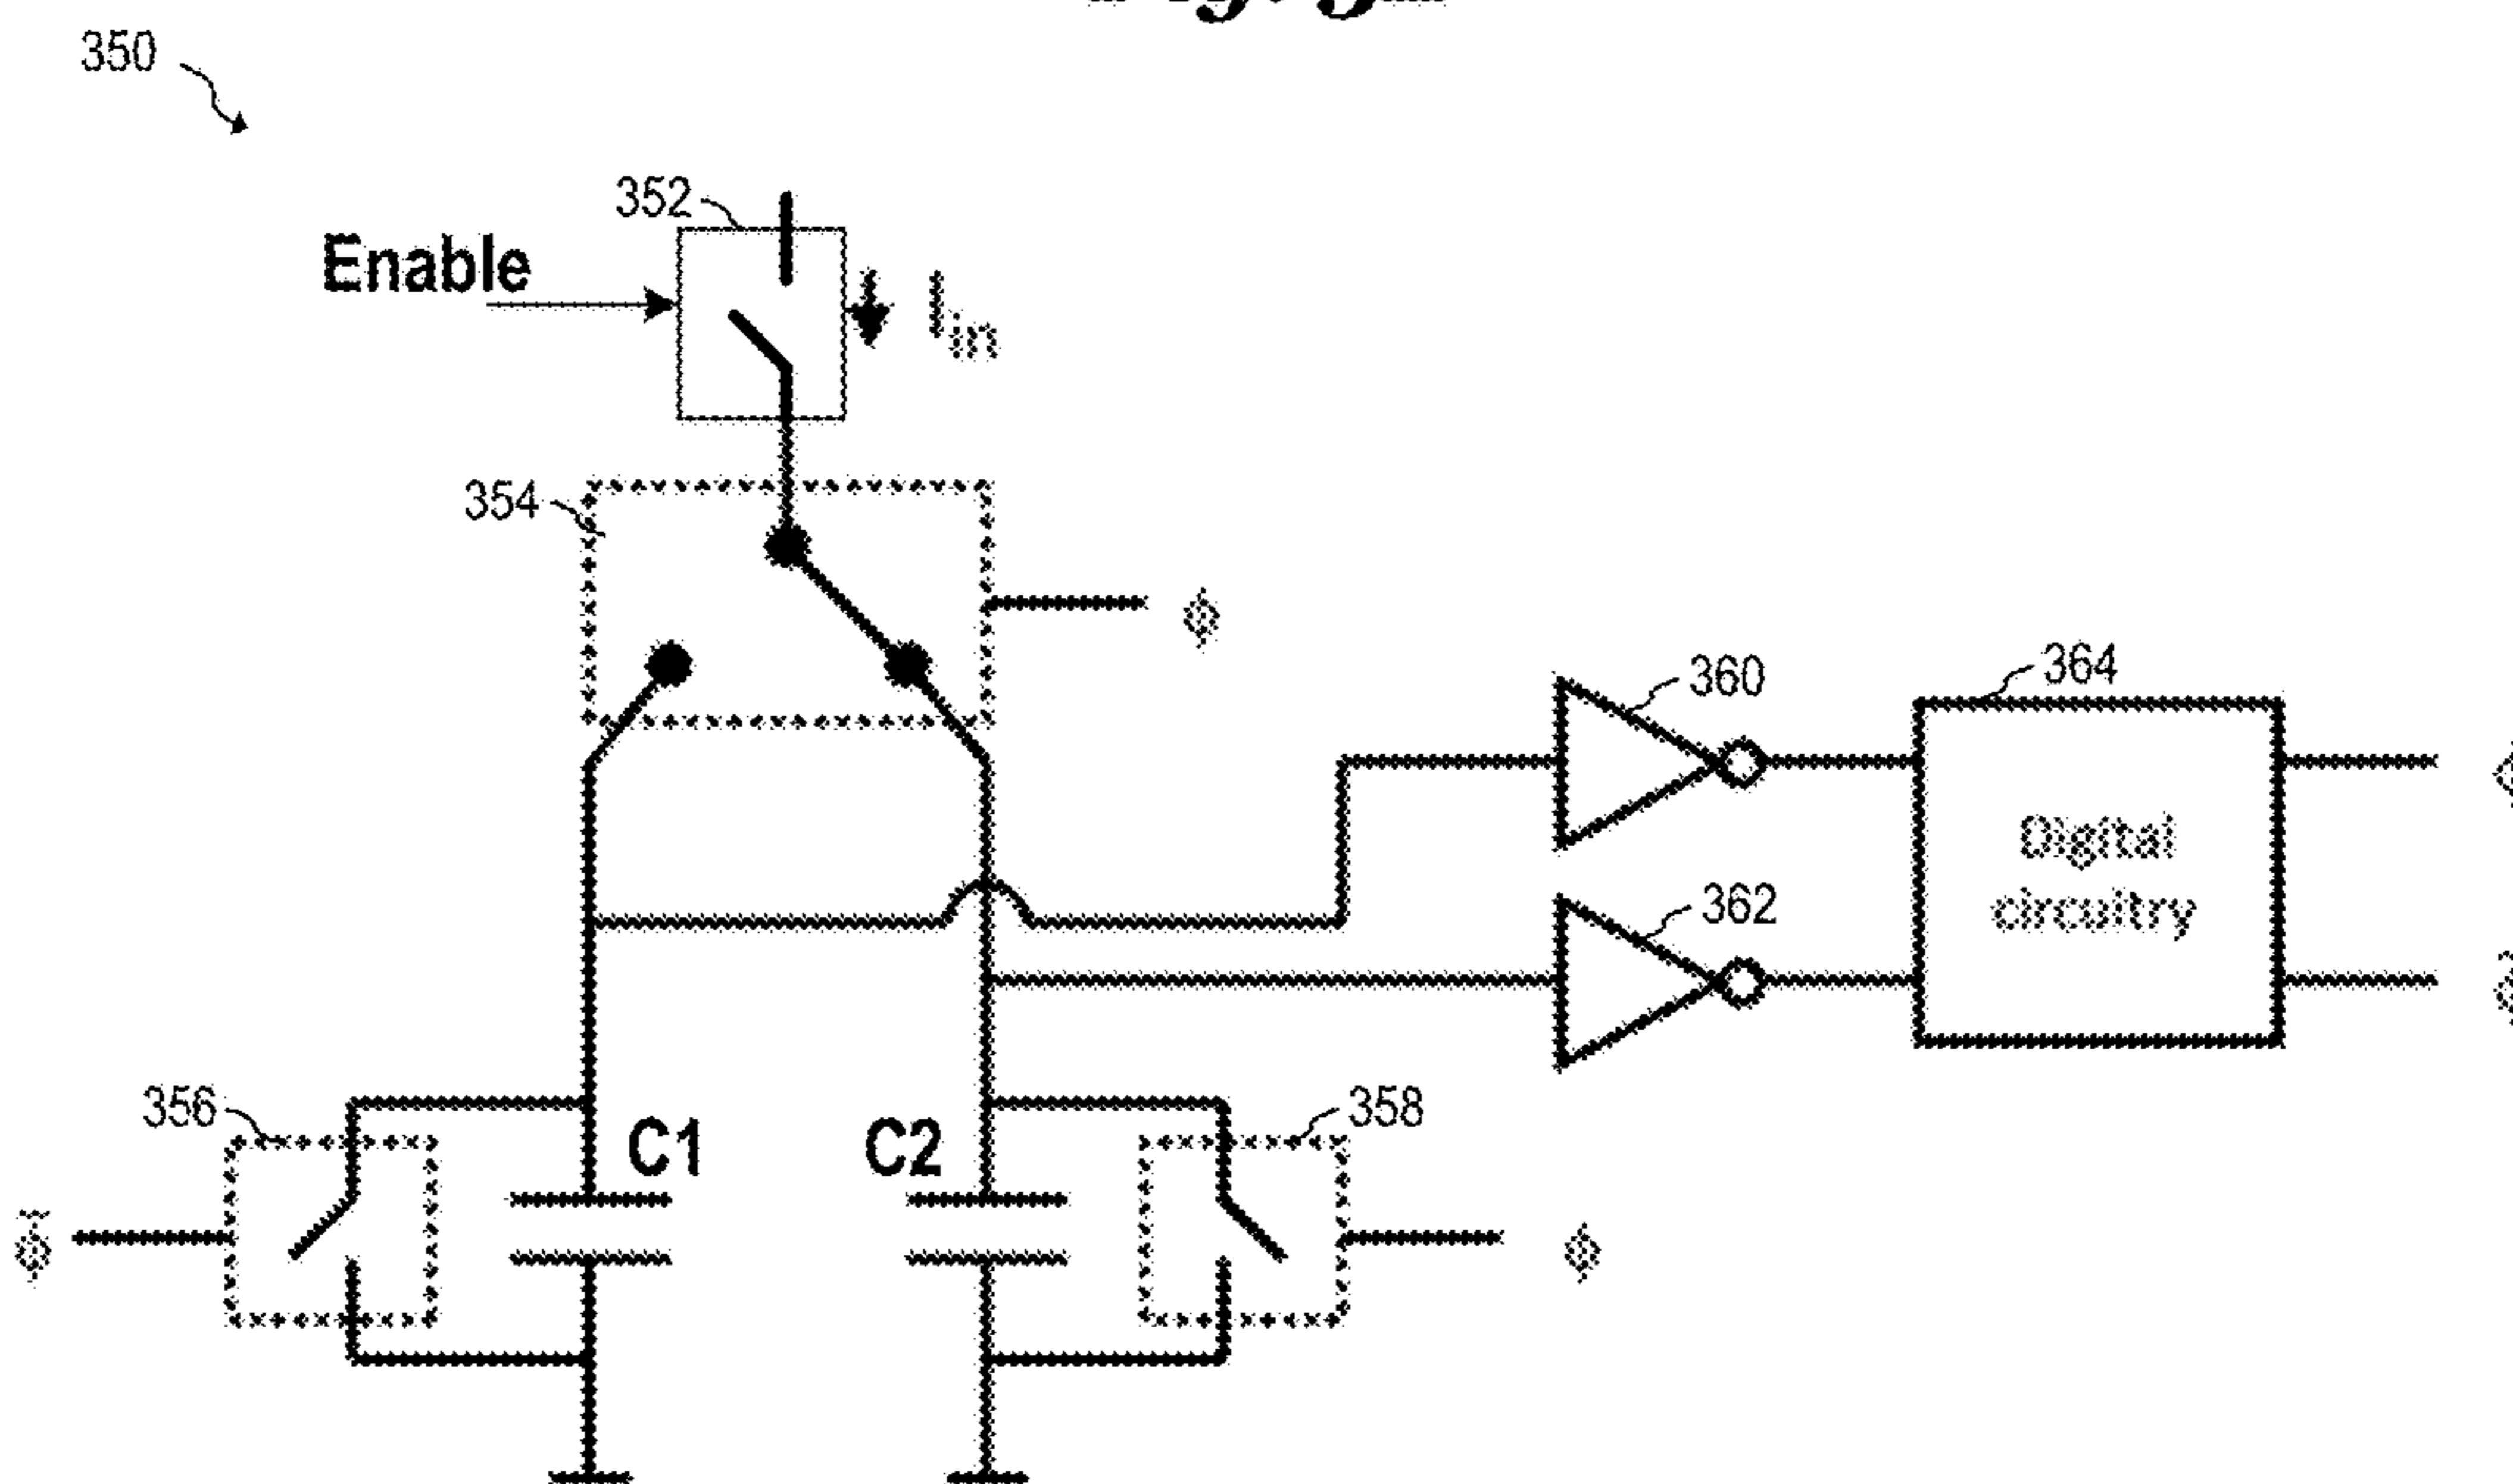 350
352
Enable
Iin
354
ϕ
360
364
Digital
circuitry
362
356
C1
C2
358
ϕ̅
ϕ